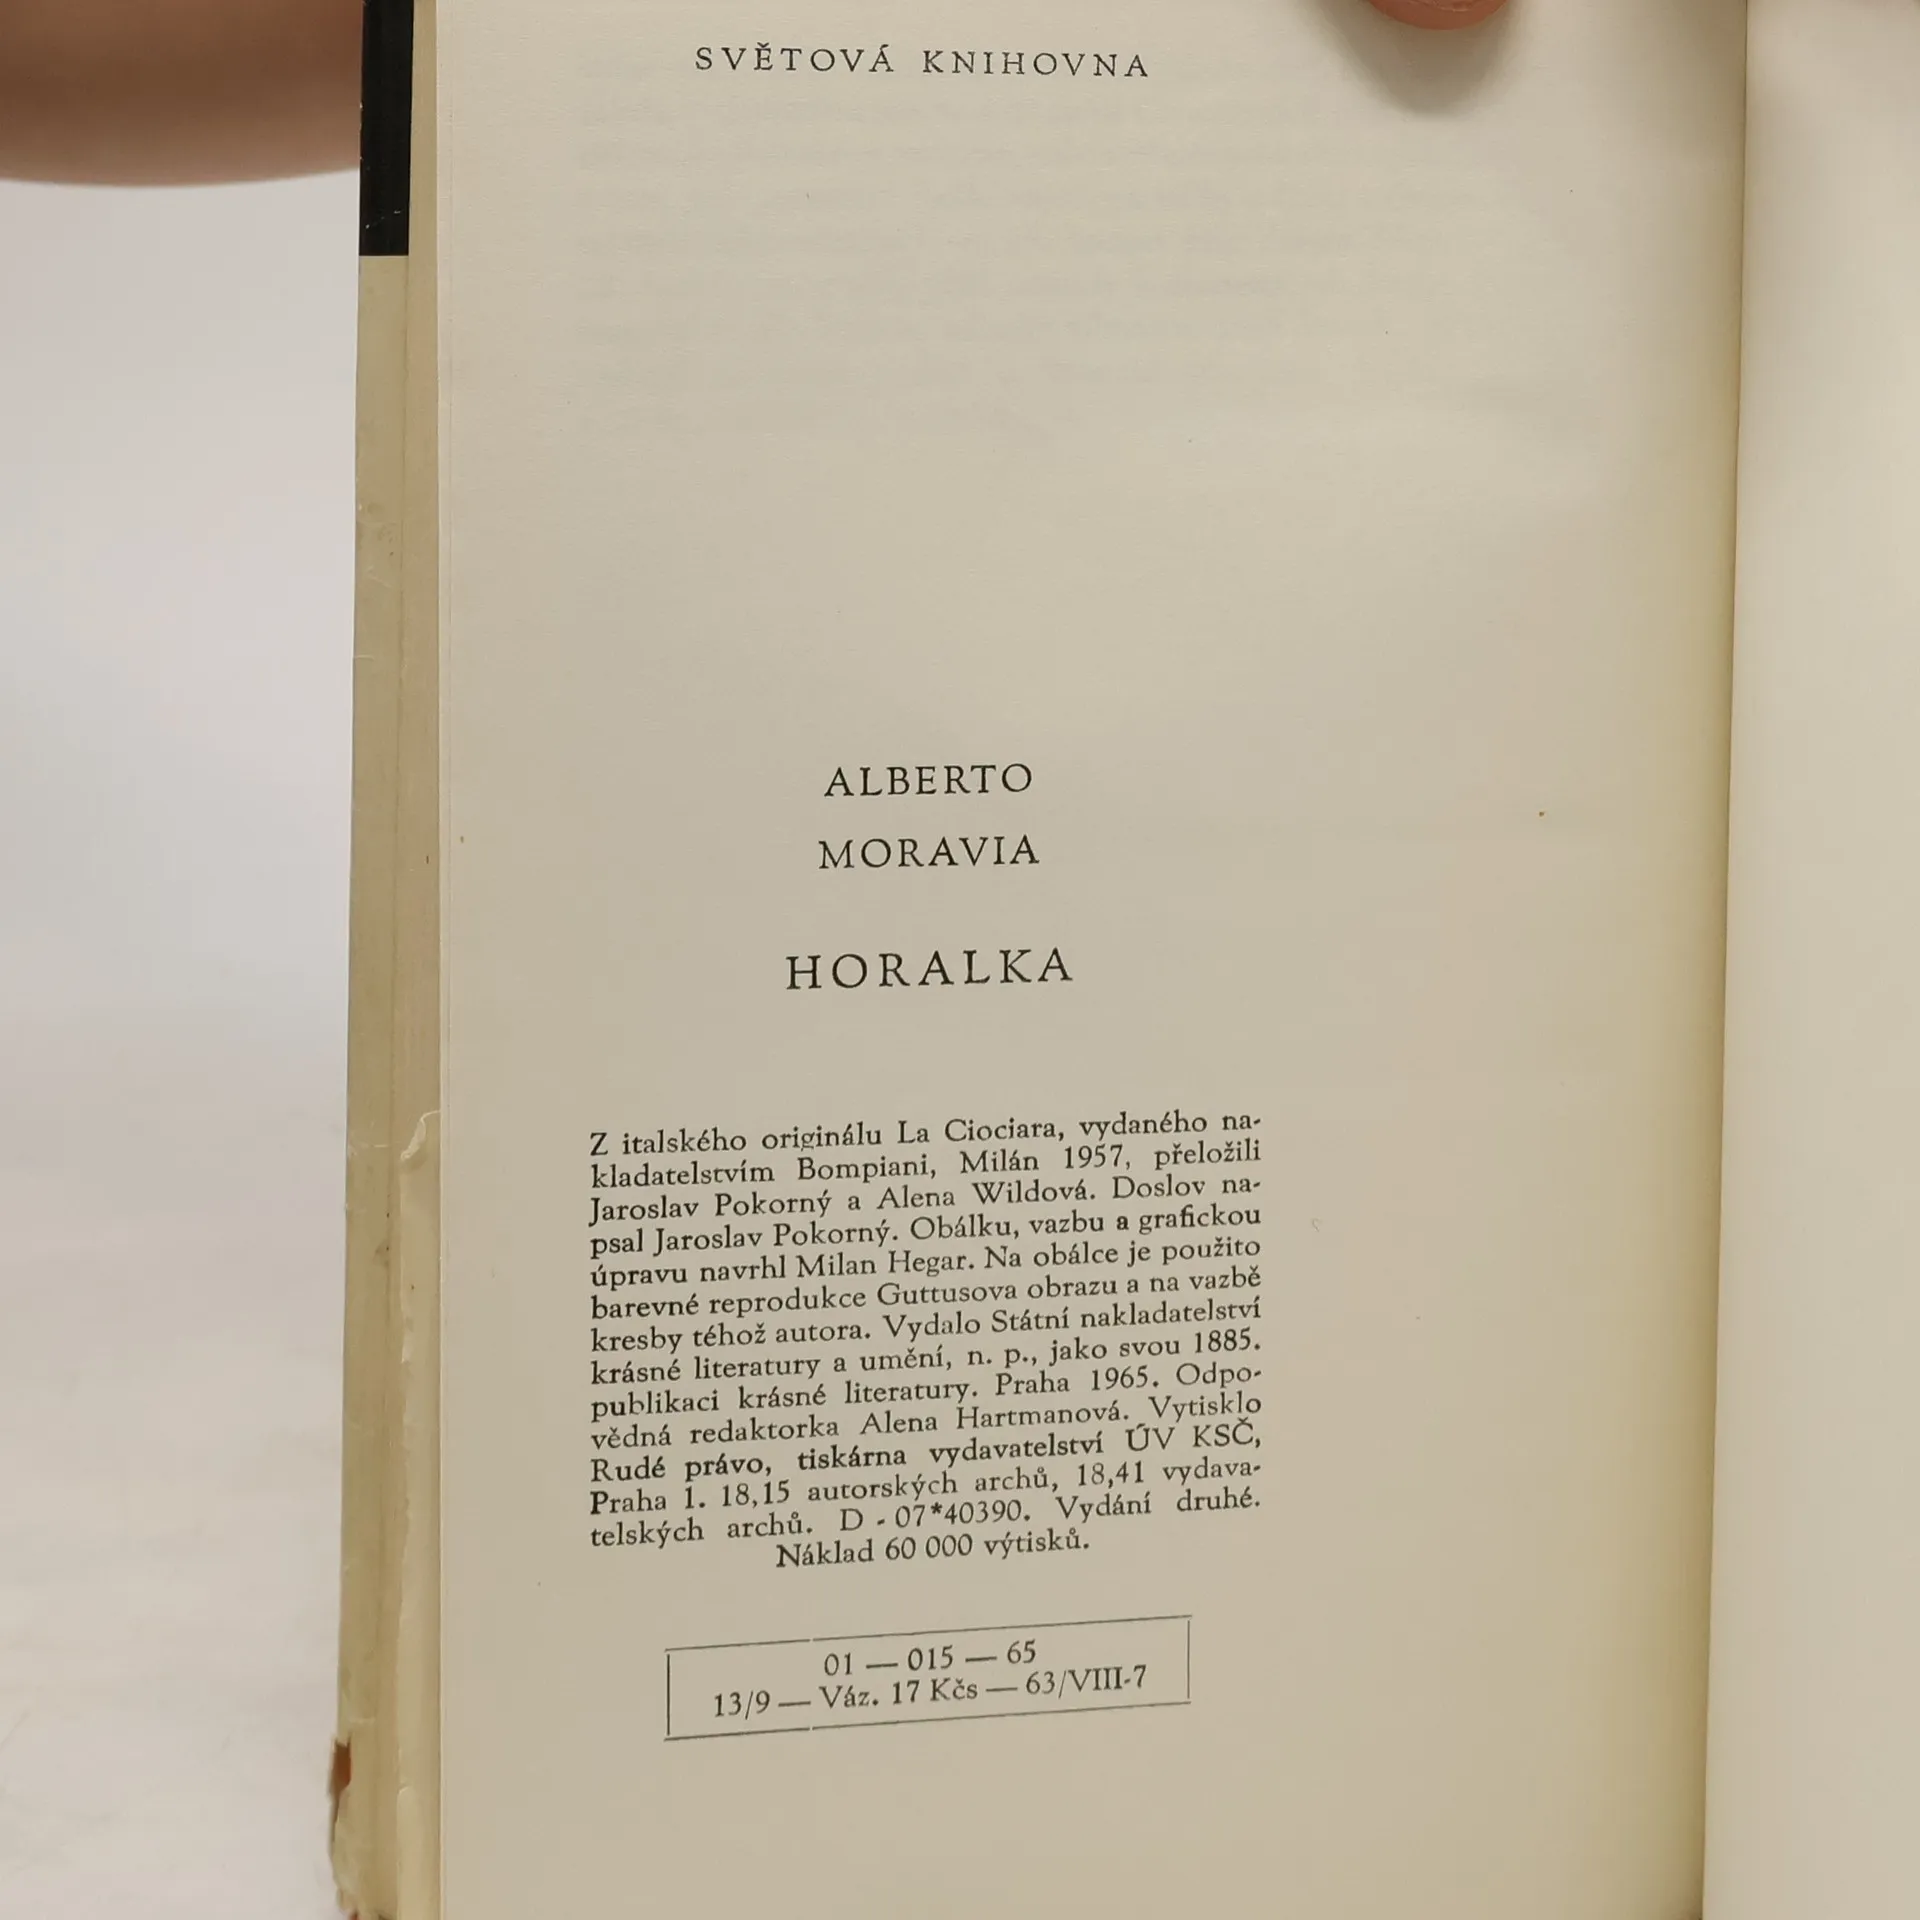 SVĚTOVÁ KNIHOVNA
ALBERTO
MORAVIA
HORALKA
Z italského originálu La Ciociara, vydaného na-
kladatelstvím Bompiani, Milán 1957, přeložili
Jaroslav Pokorný a Alena Wildová. Doslov na-
psal Jaroslav Pokorný. Obálku, vazbu a grafickou
úpravu navrhl Milan Hegar. Na obálce je použito
barevné reprodukce Guttusova obrazu a na vazbě
kresby téhož autora. Vydalo Státní nakladatelství
krásné literatury a umění, n. p., jako svou 1885.
publikaci krásné literatury. Praha 1965. Odpo-
vědná redaktorka Alena Hartmanová. Vytisklo
Rudé právo, tiskárna vydavatelství ÚV KSČ,
Praha 1. 18,15 autorských archů, 18,41 vydava-
telských archů. D - 07*40390. Vydání druhé.
Náklad 60 000 výtisků.
01 — 015 — 65
13/9 — Váz. 17 Kčs — 63/VIII-7